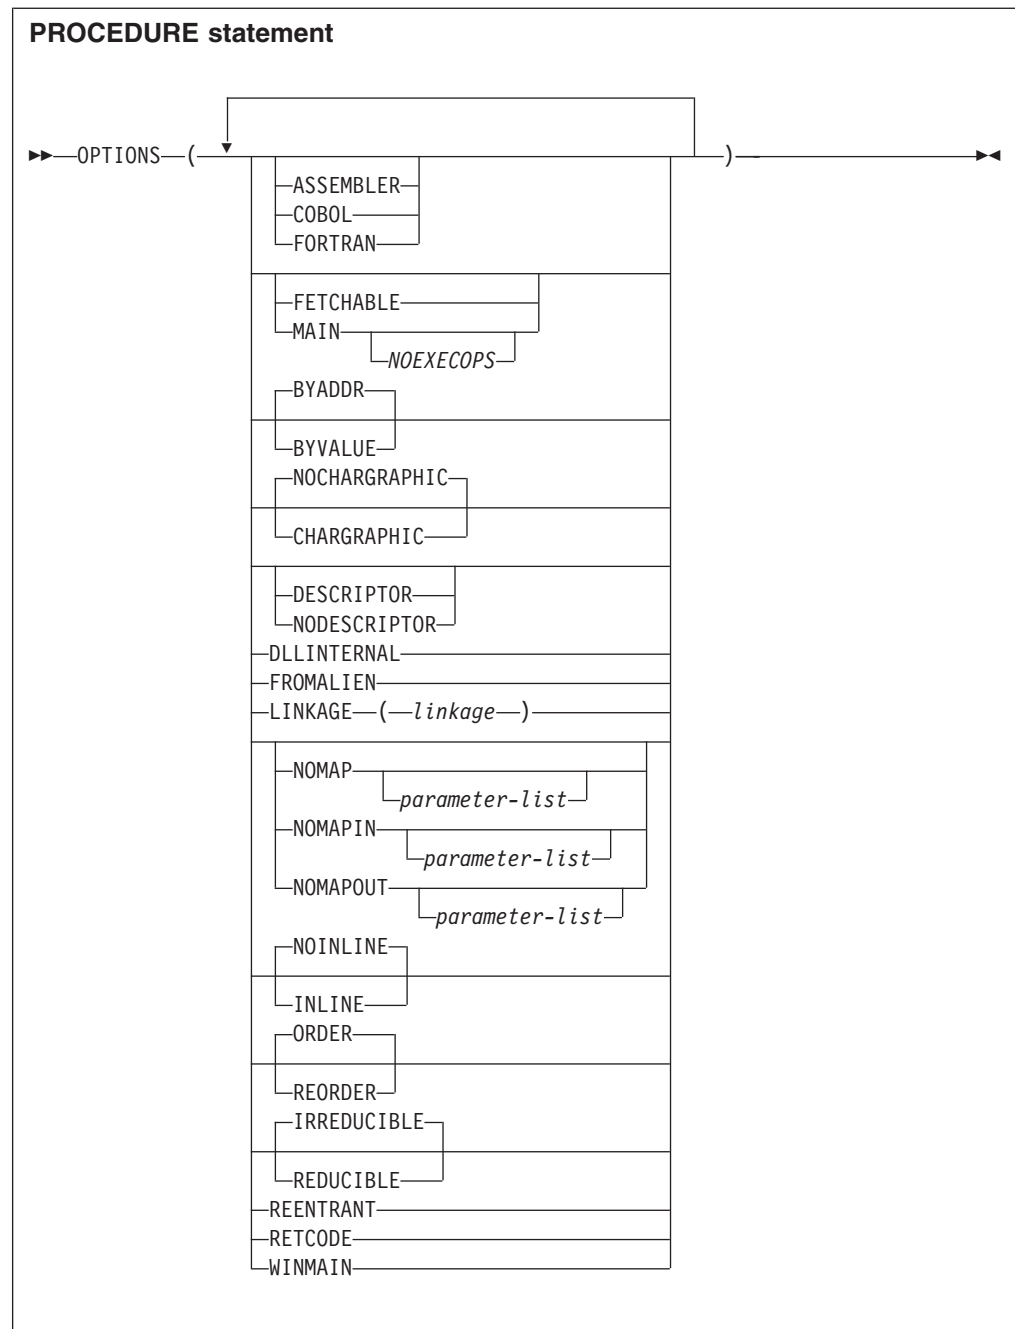 PROCEDURE statement
OPTIONS ( )
ASSEMBLER
COBOL
FORTRAN
FETCHABLE
MAIN
NOEXECOPS
BYADDR
BYVALUE
NOCHARGRAPHIC
CHARGRAPHIC
DESCRIPTOR
NODESCRIPTOR
DLLINTERNAL
FROMALIEN
LINKAGE ( linkage )
NOMAP
parameter-list
NOMAPIN
parameter-list
NOMAPOUT
parameter-list
NOINLINE
INLINE
ORDER
REORDER
IRREDUCIBLE
REDUCIBLE
REENTRANT
RETCODE
WINMAIN